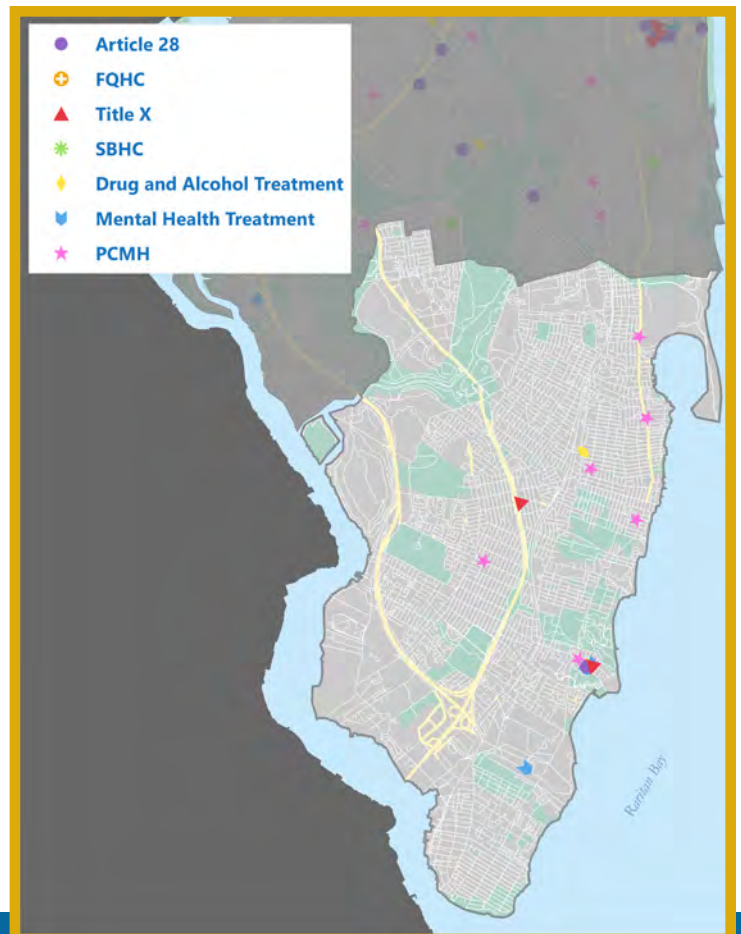 Article 28
FQHC
Title X
SBHC
Drug and Alcohol Treatment
Mental Health Treatment
PCMH
Raritan Bay